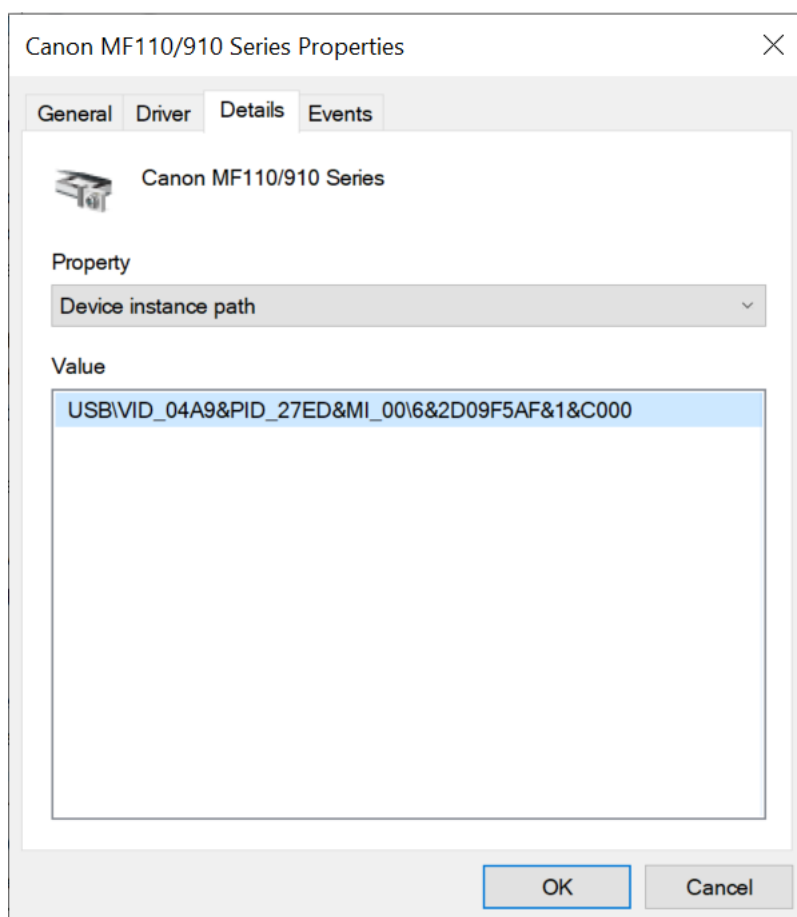 Canon MF110/910 Series Properties
General Driver Details Events
Canon MF110/910 Series
Property
Device instance path
Value
USB\VID_04A9&PID_27ED&MI_00\6&2D09F5AF&1&C000
OK Cancel